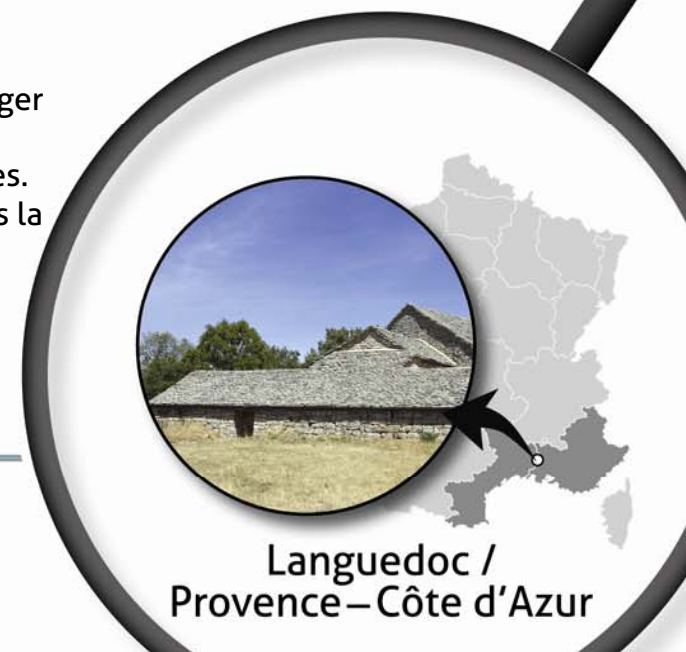 ger
es.
s la
Languedoc /
Provence–Côte d'Azur